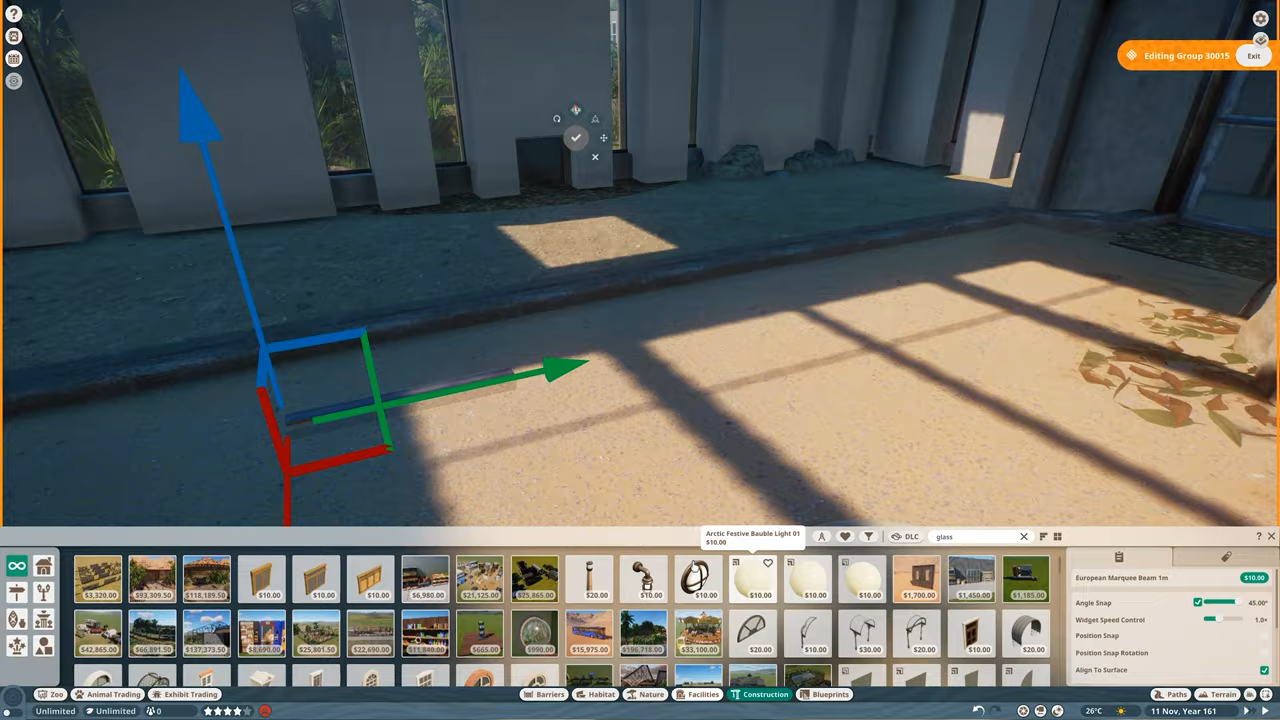 ?
Editing Group 30015
Exit
Arctic Festive Bauble Light 01
$10.00
DLC
glass
?
$3,320.00
$93,309.50
$118,189.50
$10.00
$10.00
$10.00
$6,980.00
$21,125.00
$25,865.00
$20.00
$10.00
$10.00
$10.00
$10.00
$10.00
$1,700.00
$1,450.00
$1,185.00
European Marquee Beam 1m
$10.00
Angle Snap
45.00°
Widget Speed Control
1.0×
Position Snap
Position Snap Rotation
Align To Surface
$42,865.00
$66,891.50
$137,373.50
$8,690.00
$25,801.50
$22,690.00
$11,840.00
$665.00
$990.00
$15,975.00
$196,718.00
$33,100.00
$20.00
$10.00
$30.00
$20.00
$10.00
$20.00
Zoo
Animal Trading
Exhibit Trading
Barriers
Habitat
Nature
Facilities
Construction
Blueprints
Paths
Terrain
Unlimited
Unlimited
0
26°C
11 Nov, Year 161